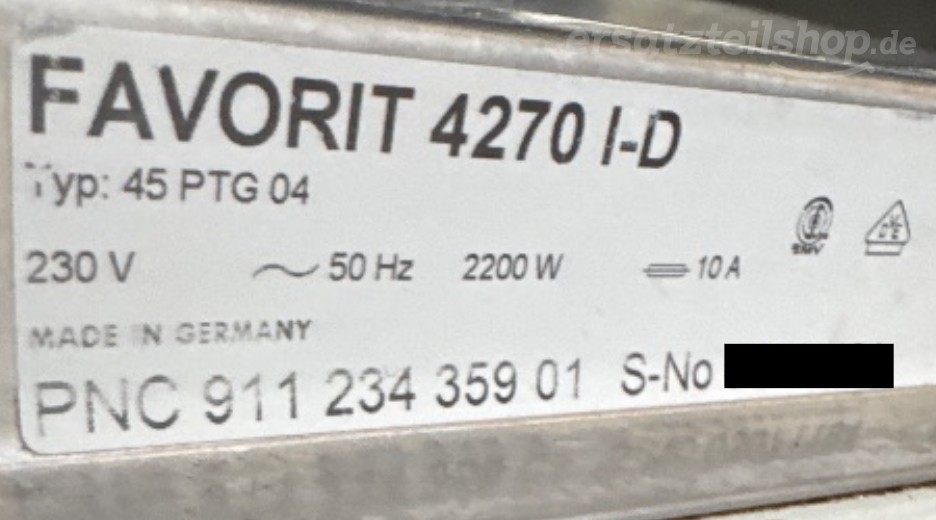 ersatzteilshop.de
FAVORIT 4270 I-D
Typ: 45 PTG 04
230 V ~ 50 Hz 2200 W 10 A
MADE IN GERMANY
PNC 911 234 359 01 S-No